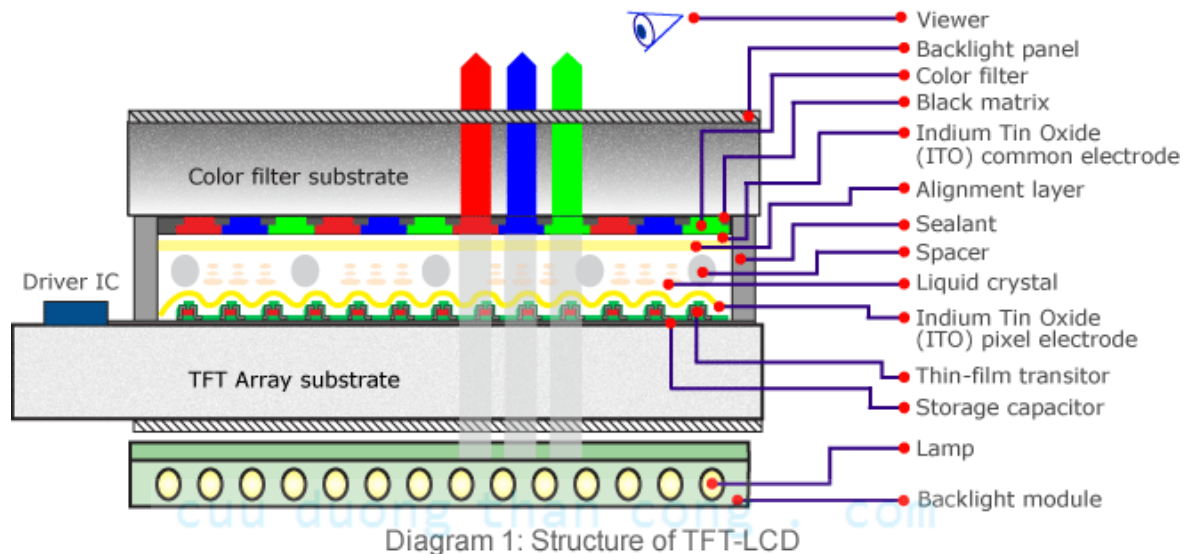 Viewer
Backlight panel
Color filter
Black matrix
Indium Tin Oxide
(ITO) common electrode
Alignment layer
Sealant
Spacer
Liquid crystal
Indium Tin Oxide
(ITO) pixel electrode
Thin-film transitor
Storage capacitor
Lamp
Backlight module
Color filter substrate
Driver IC
TFT Array substrate
cuu duong than cong . com
Diagram 1: Structure of TFT-LCD